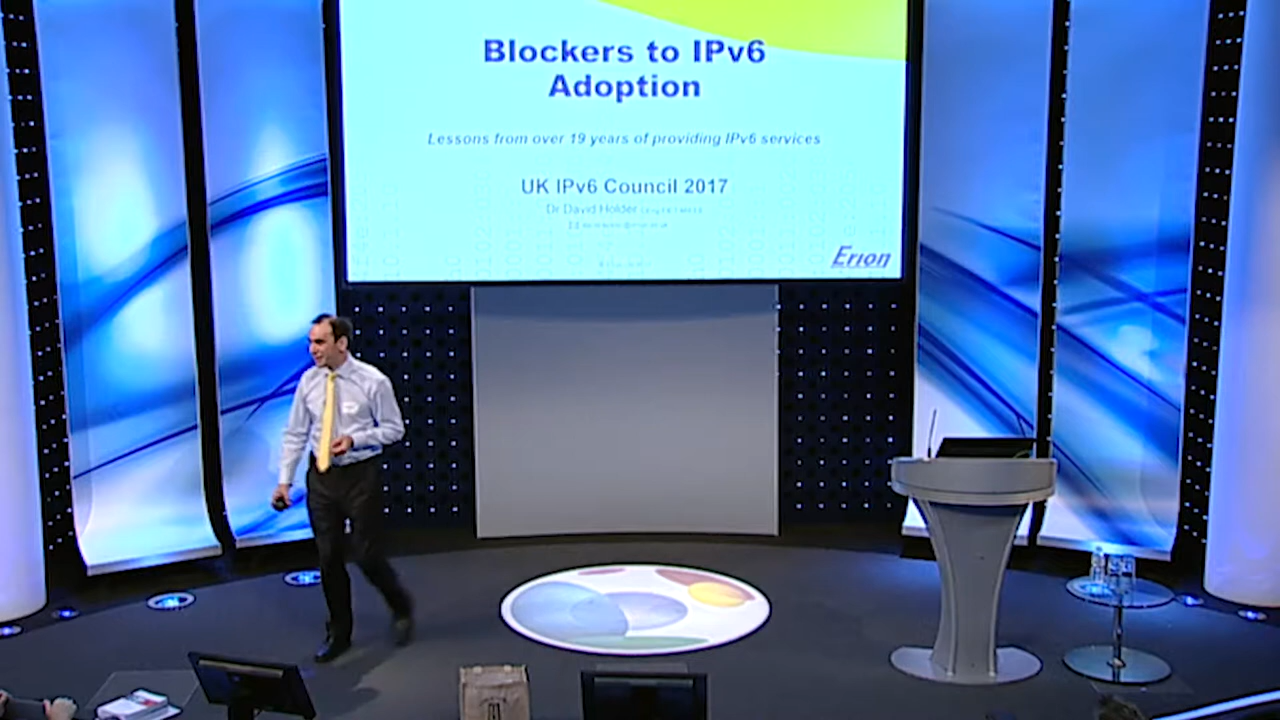 Blockers to IPv6
Adoption
Lessons from over 19 years of providing IPv6 services
UK IPv6 Council 2017
Dr David Holder
Erion